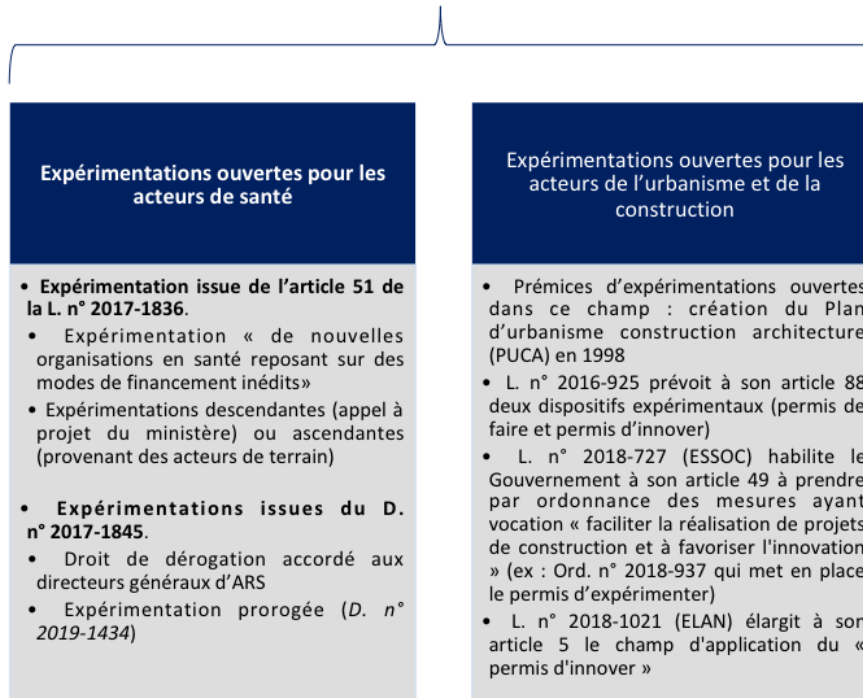 Expérimentations ouvertes pour les
acteurs de santé
• Expérimentation issue de l'article 51 de
la L. n° 2017-1836.
• Expérimentation « de nouvelles
organisations en santé reposant sur des
modes de financement inédits»
• Expérimentations descendantes (appel à
projet du ministère) ou ascendantes
(provenant des acteurs de terrain)
• Expérimentations issues du D.
n° 2017-1845.
• Droit de dérogation accordé aux
directeurs généraux d'ARS
• Expérimentation prorogée (D. n°
2019-1434)
Expérimentations ouvertes pour les
acteurs de l'urbanisme et de la
construction
• Prémices d'expérimentations ouvertes
dans ce champ : création du Plan
d'urbanisme construction architecture
(PUCA) en 1998
• L. n° 2016-925 prévoit à son article 88
deux dispositifs expérimentaux (permis de
faire et permis d'innover)
• L. n° 2018-727 (ESSOC) habilite le
Gouvernement à son article 49 à prendre
par ordonnance des mesures ayant
vocation « faciliter la réalisation de projets
de construction et à favoriser l'innovation
» (ex : Ord. n° 2018-937 qui met en place
le permis d'expérimenter)
• L. n° 2018-1021 (ELAN) élargit à son
article 5 le champ d'application du «
permis d'innover »